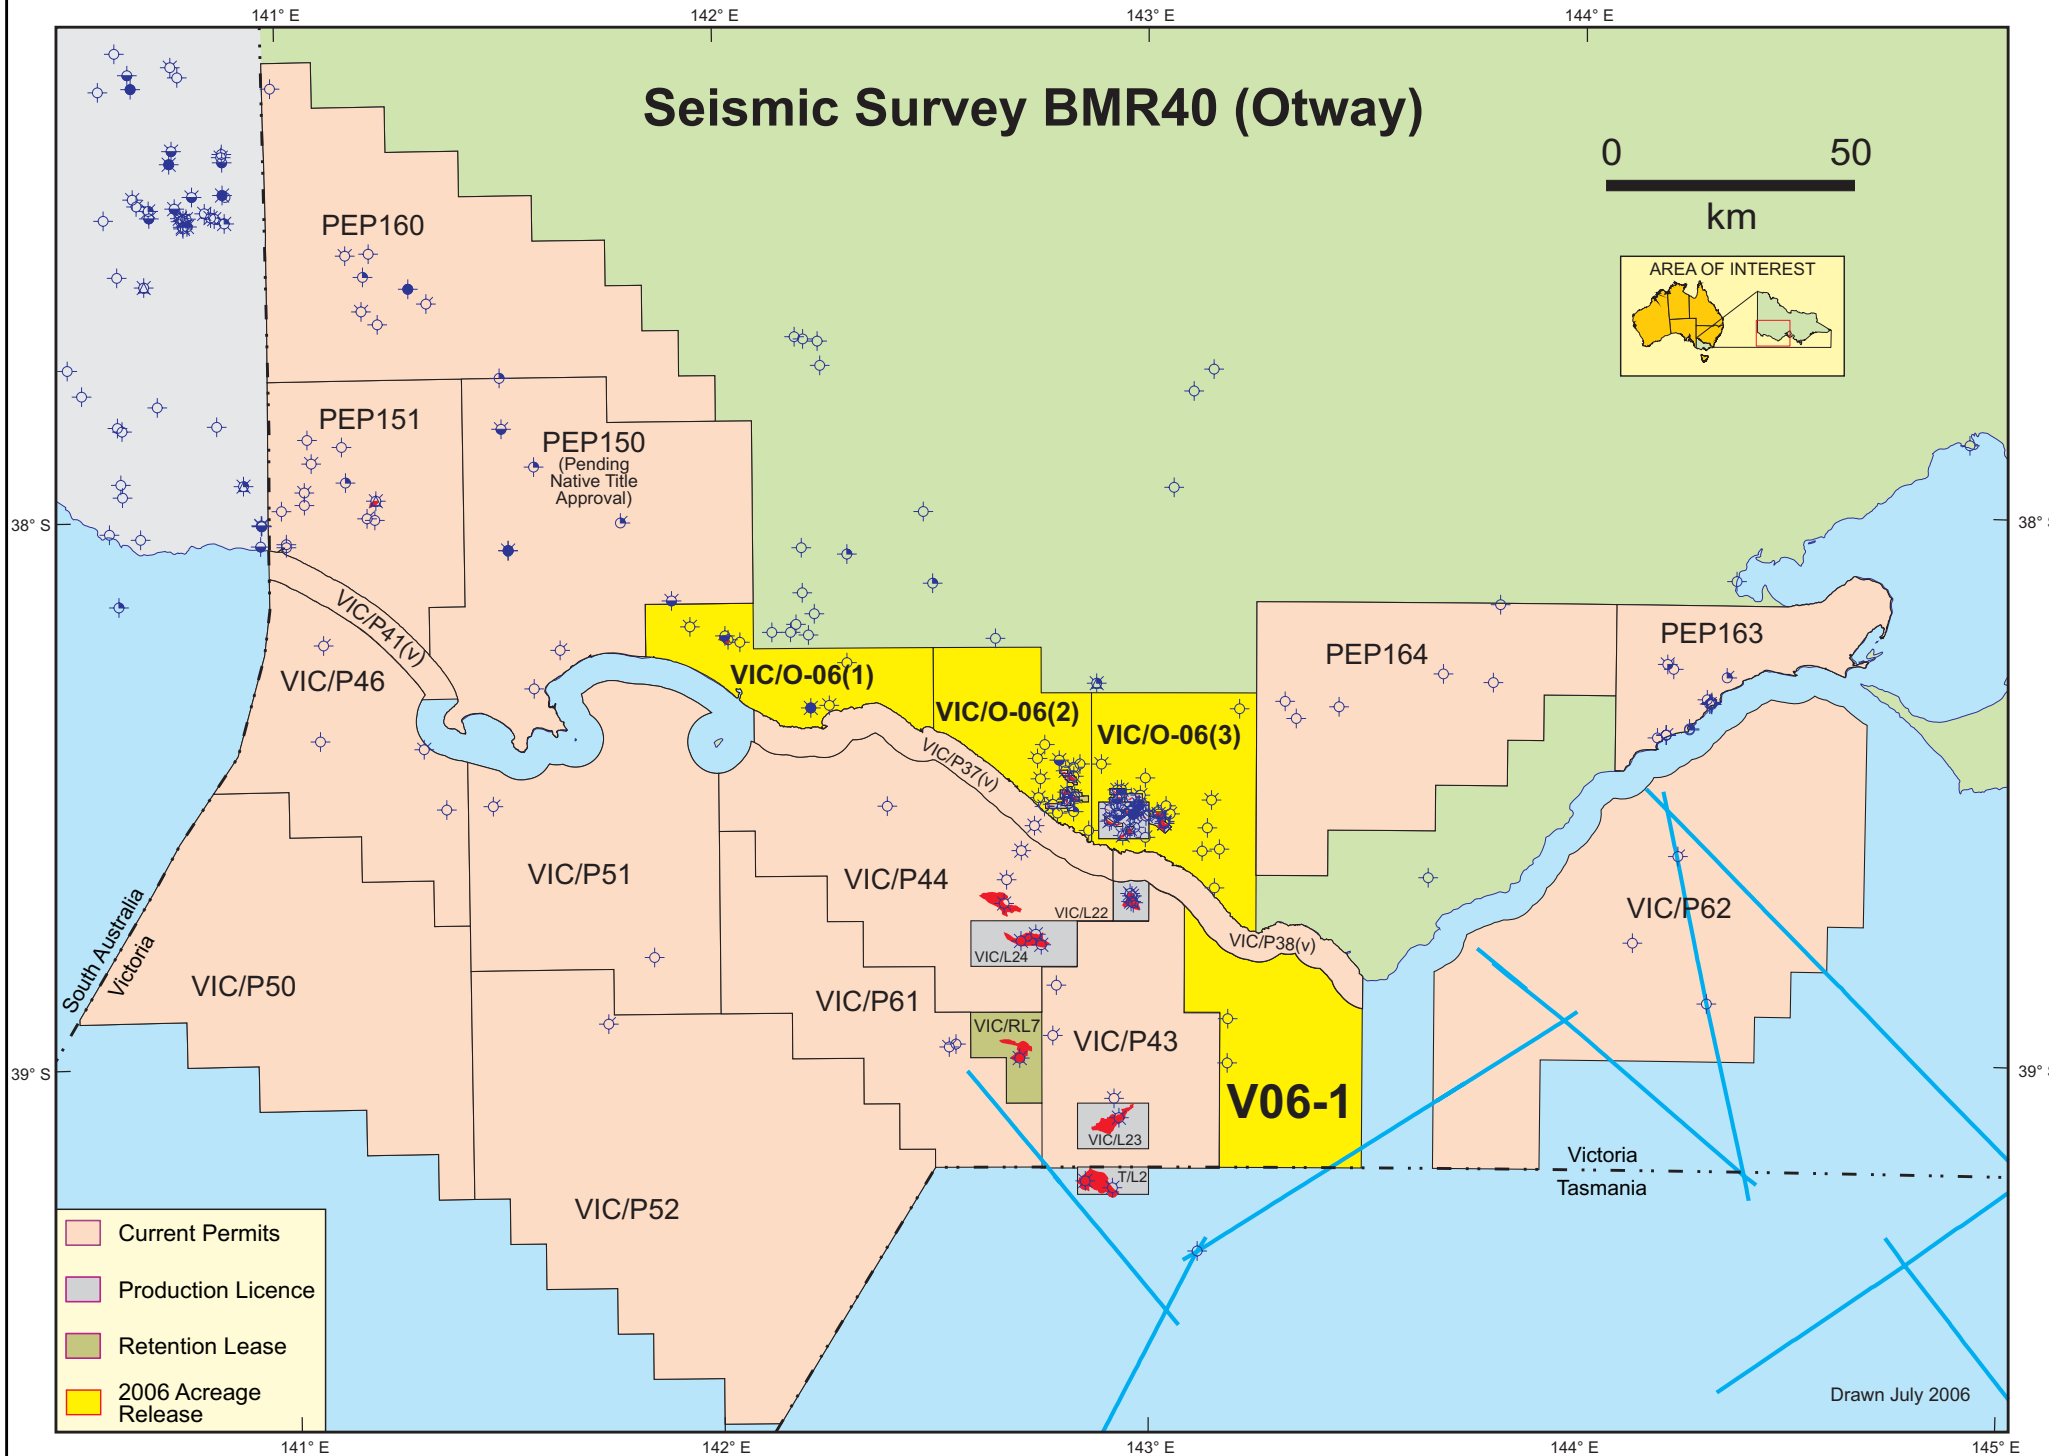 141° E
142° E
143° E
144° E
Seismic Survey BMR40 (Otway)
0
50
km
AREA OF INTEREST
PEP160
PEP151
PEP150
(Pending
Native Title
Approval)
38° S
38° S
VIC/P41(v)
VIC/P46
VIC/O-06(1)
VIC/O-06(2)
VIC/O-06(3)
PEP164
PEP163
VIC/P37(v)
VIC/P51
VIC/P44
VIC/L22
VIC/P62
VIC/P38(v)
VIC/L24
South Australia
Victoria
VIC/P50
VIC/P61
VIC/RL7
VIC/P43
39° S
39° S
V06-1
VIC/L23
Victoria
Tasmania
T/L2
VIC/P52
Current Permits
Production Licence
Retention Lease
2006 Acreage
Release
Drawn July 2006
141° E
142° E
143° E
144° E
145° E